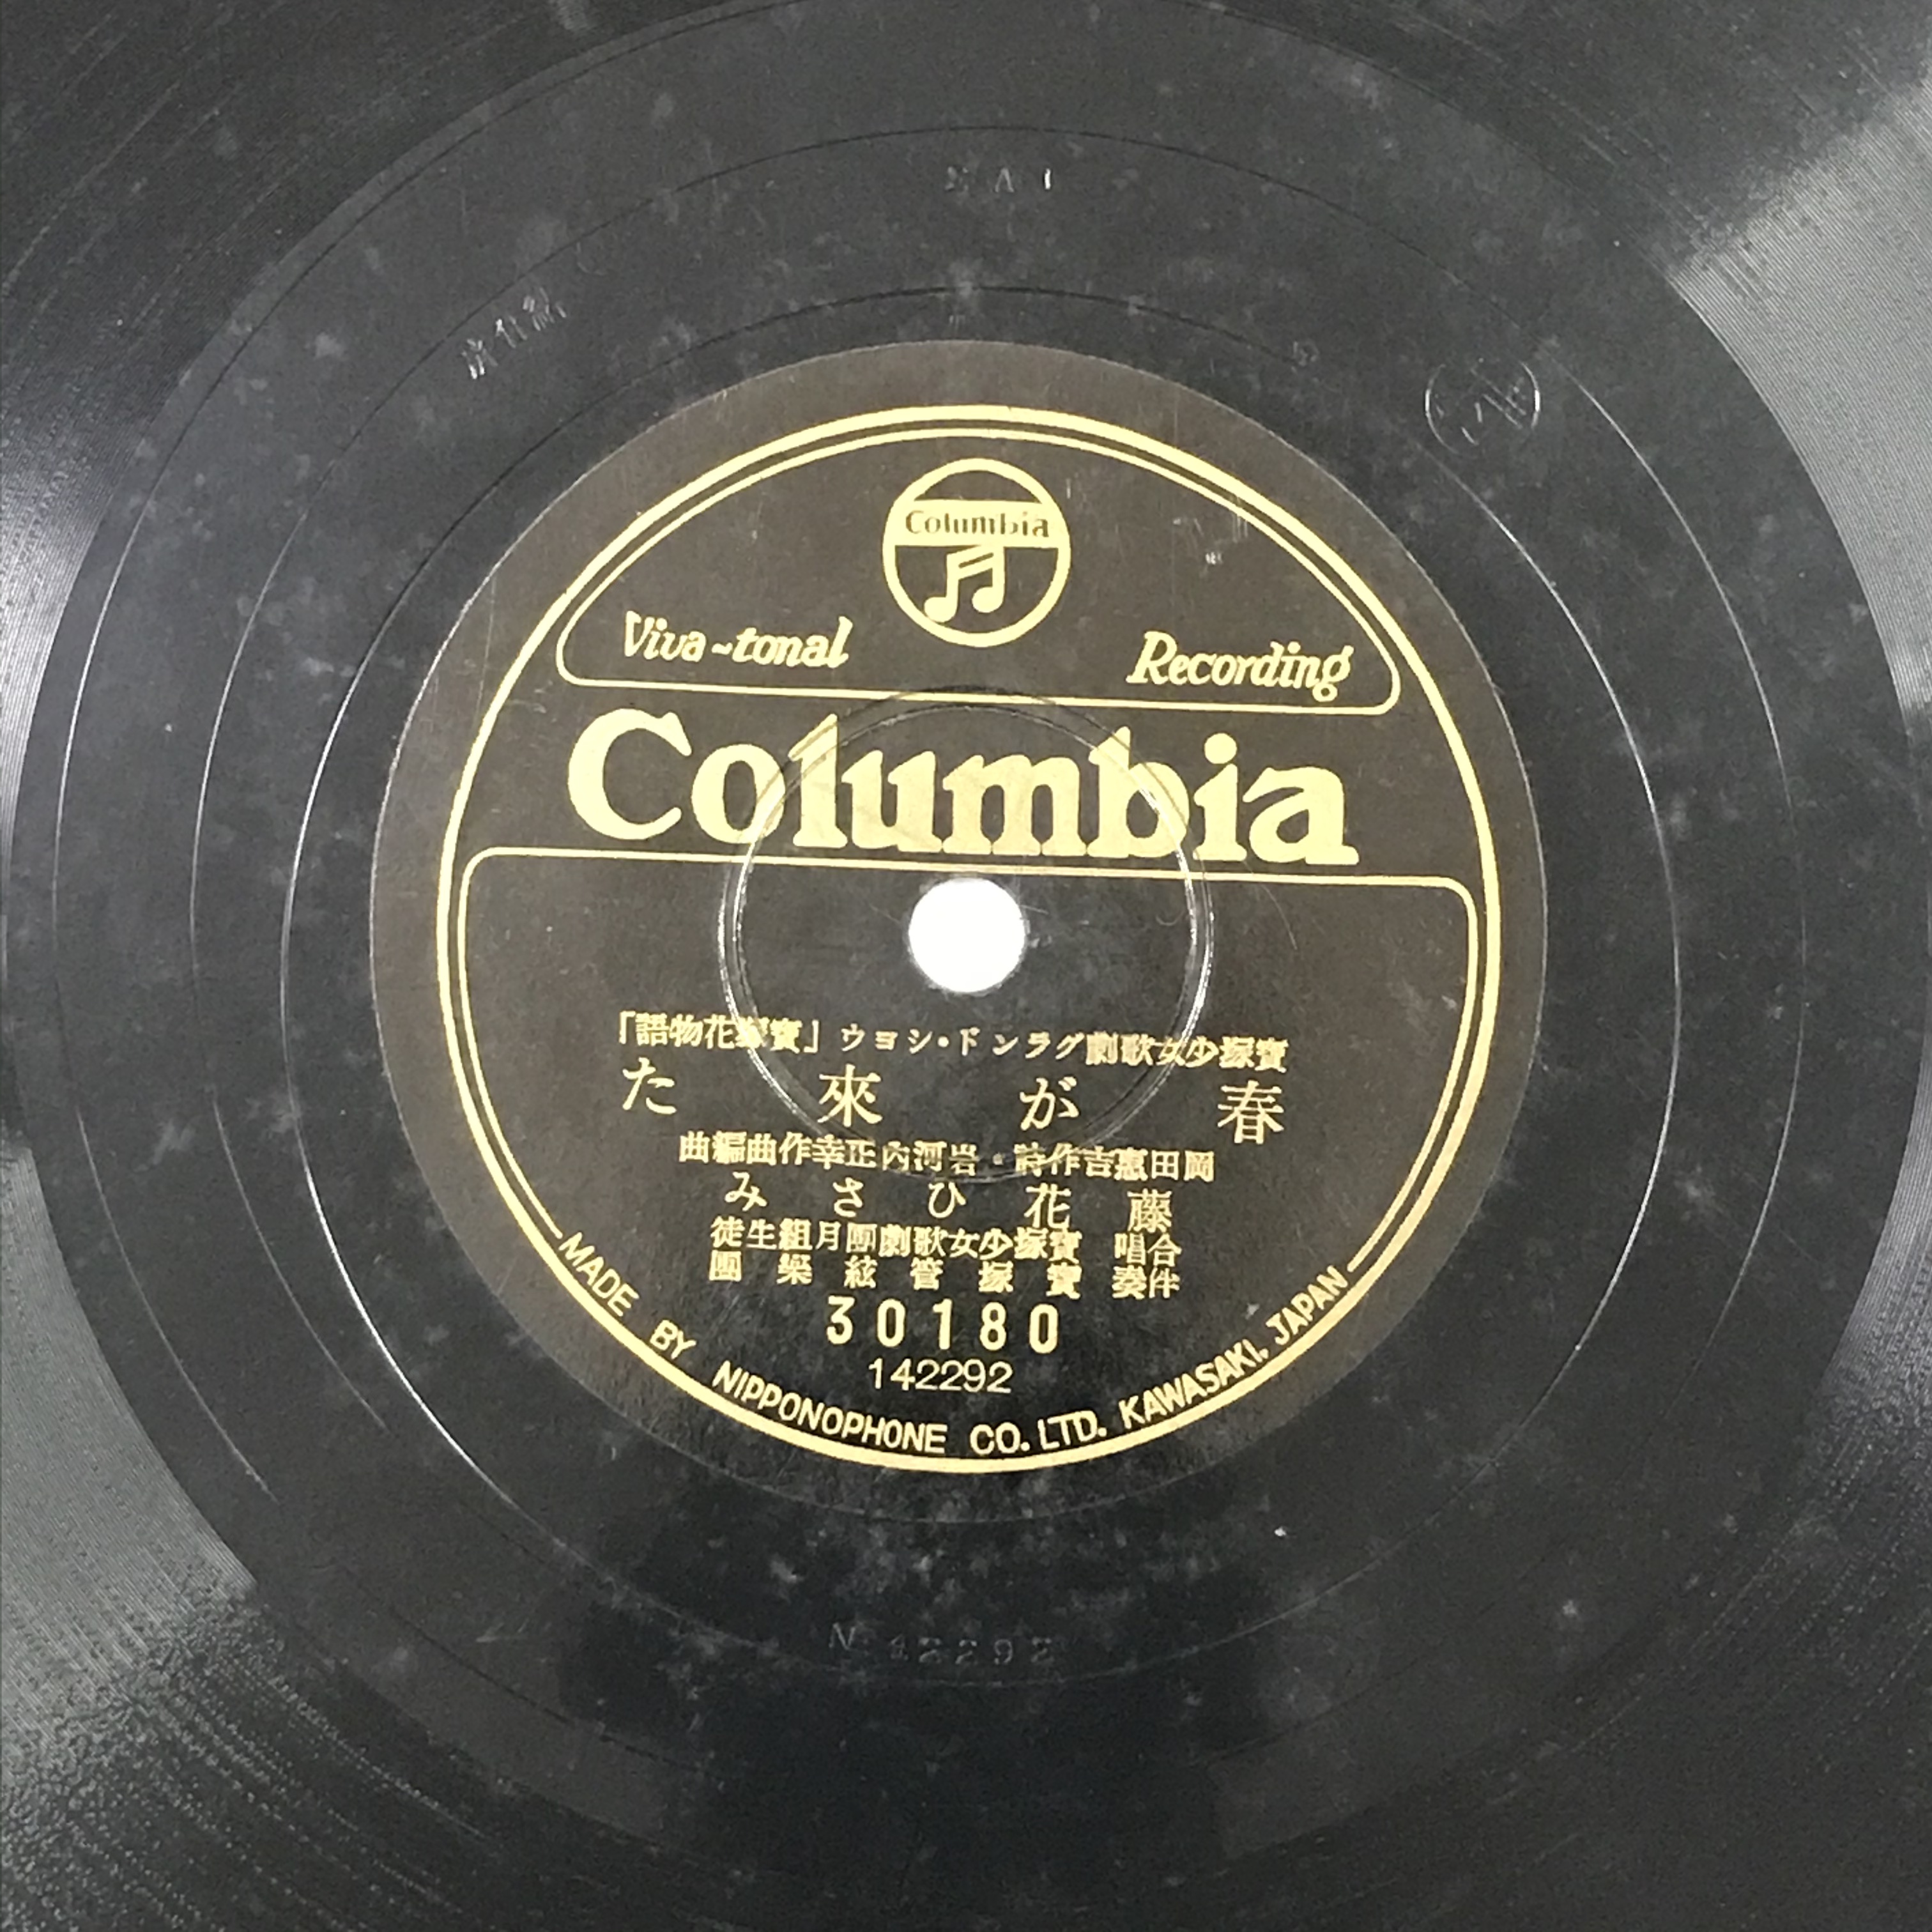 Columbia
Viva-tonal Recording
Columbia
寶塚少女歌劇グランド・シヨウ「寶塚花物語」
春が來た
岡田惠吉作詩・岩河内正幸作曲編曲
藤花ひさみ
合唱 寶塚少女歌劇團月組生徒
伴奏 寶塚管絃樂團
30180
142292
MADE BY NIPPONOPHONE CO. LTD. KAWASAKI, JAPAN